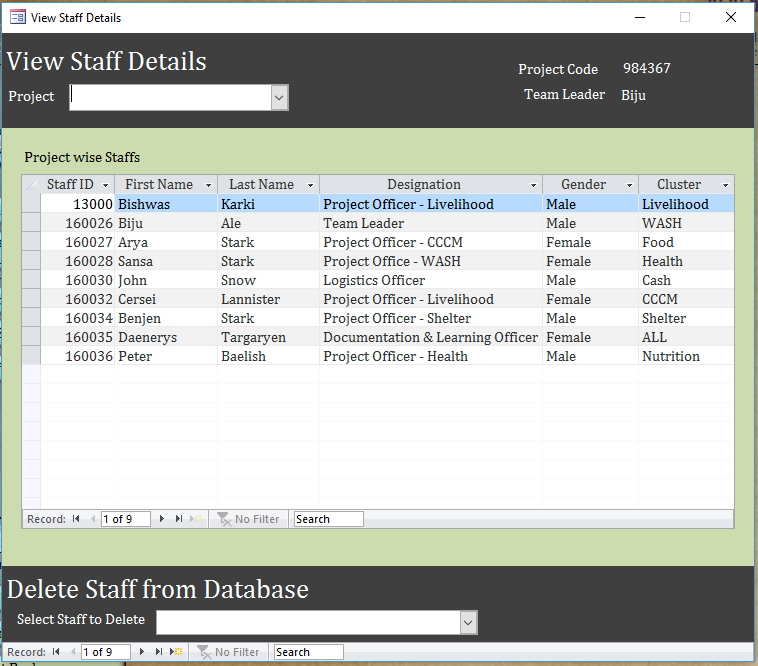 View Staff Details
View Staff Details
Project
Project Code 984367
Team Leader Biju
Project wise Staffs
Staff ID First Name Last Name Designation Gender Cluster
13000 Bishwas Karki Project Officer - Livelihood Male Livelihood
160026 Biju Ale Team Leader Male WASH
160027 Arya Stark Project Officer - CCCM Female Food
160028 Sansa Stark Project Office - WASH Female Health
160030 John Snow Logistics Officer Male Cash
160032 Cersei Lannister Project Officer - Livelihood Female CCCM
160034 Benjen Stark Project Officer - Shelter Male Shelter
160035 Daenerys Targaryen Documentation & Learning Officer Female ALL
160036 Peter Baelish Project Officer - Health Male Nutrition
Record: 1 of 9 No Filter Search
Delete Staff from Database
Select Staff to Delete
Record: 1 of 9 No Filter Search